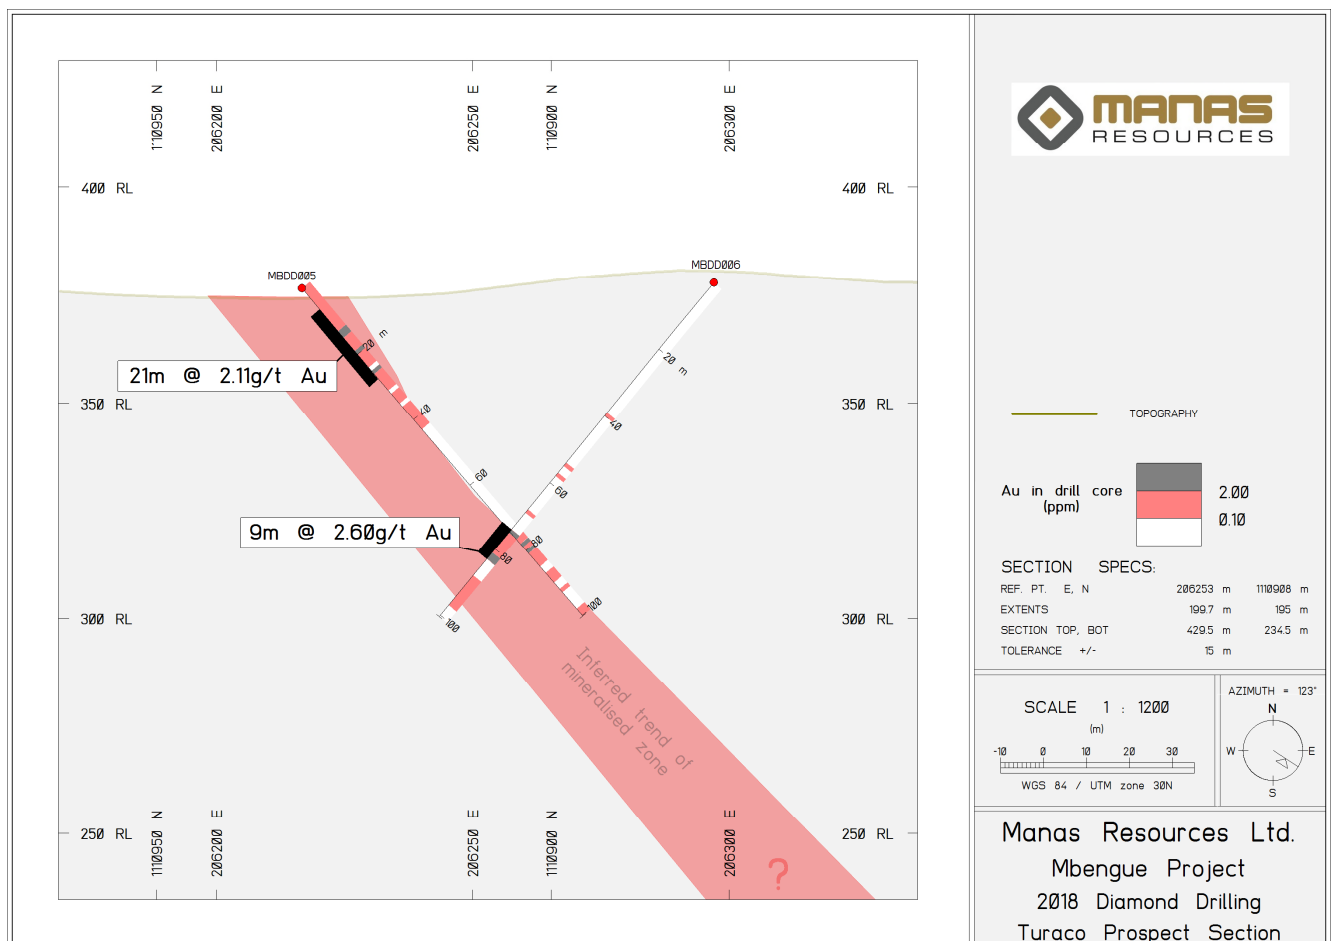 1110950 N
206200 E
206250 E
1110900 N
206300 E
400 RL
400 RL
MBDD005
MBDD006
20 m
20 m
21m @ 2.11g/t Au
350 RL
350 RL
40
40
60
60
9m @ 2.60g/t Au
80
80
100
100
300 RL
300 RL
Inferred trend of
mineralised zone
250 RL
250 RL
1110950 N
206200 E
206250 E
1110900 N
206300 E
?
MANAS
RESOURCES
TOPOGRAPHY
Au in drill core
(ppm)
2.00
0.10
SECTION SPECS:
REF. PT. E, N 206253 m 1110908 m
EXTENTS 199.7 m 195 m
SECTION TOP, BOT 429.5 m 234.5 m
TOLERANCE +/- 15 m
SCALE 1 : 1200
(m)
-10 0 10 20 30
WGS 84 / UTM zone 30N
AZIMUTH = 123°
N
W E
S
Manas Resources Ltd.
Mbengue Project
2018 Diamond Drilling
Turaco Prospect Section